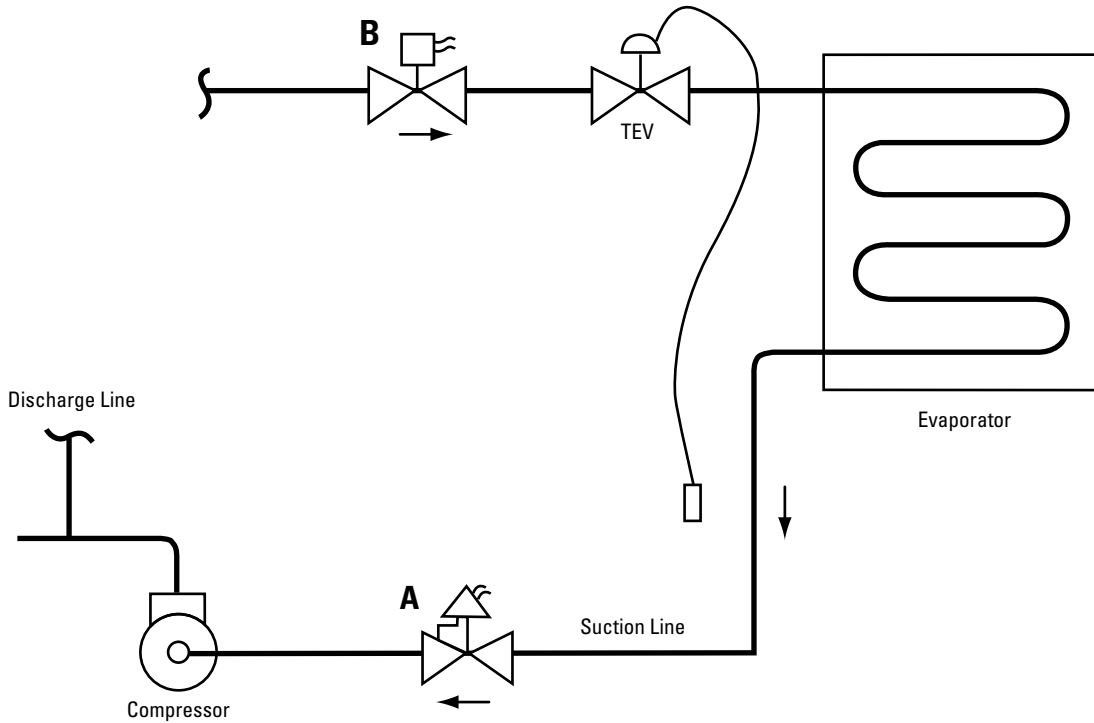 B
TEV
Discharge Line
Evaporator
A
Suction Line
Compressor